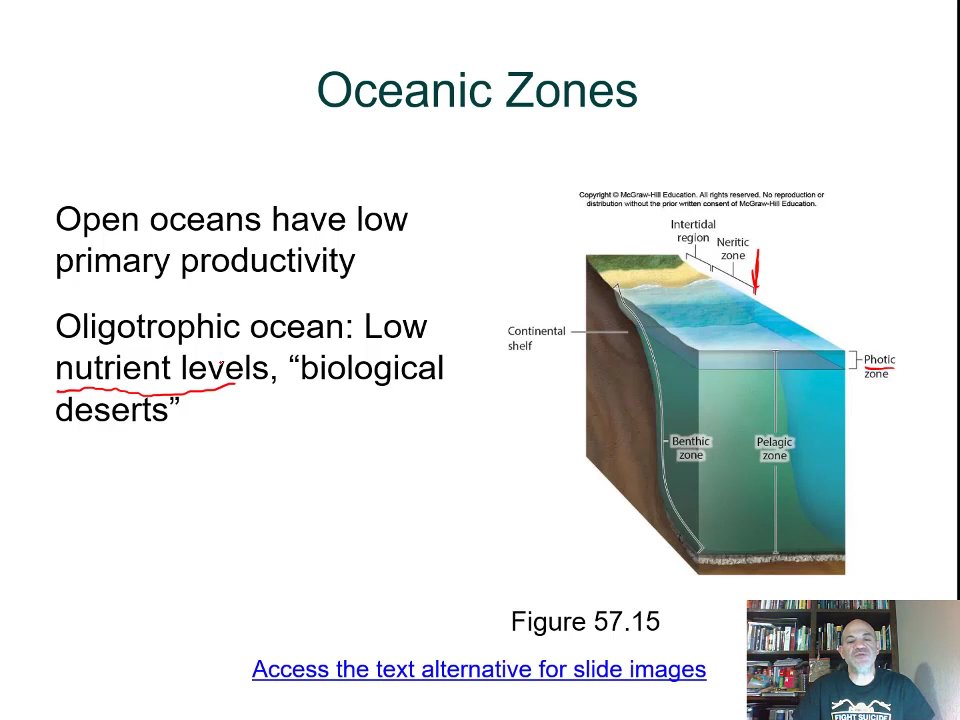 Oceanic Zones
Open oceans have low
primary productivity
Oligotrophic ocean: Low
nutrient levels, “biological
deserts”
Copyright © McGraw-Hill Education. All rights reserved. No reproduction or
distribution without the prior written consent of McGraw-Hill Education.
Intertidal
region
Neritic
zone
Continental
shelf
Photic
zone
Benthic
zone
Pelagic
zone
Figure 57.15
Access the text alternative for slide images
FIGHT SUICIDE